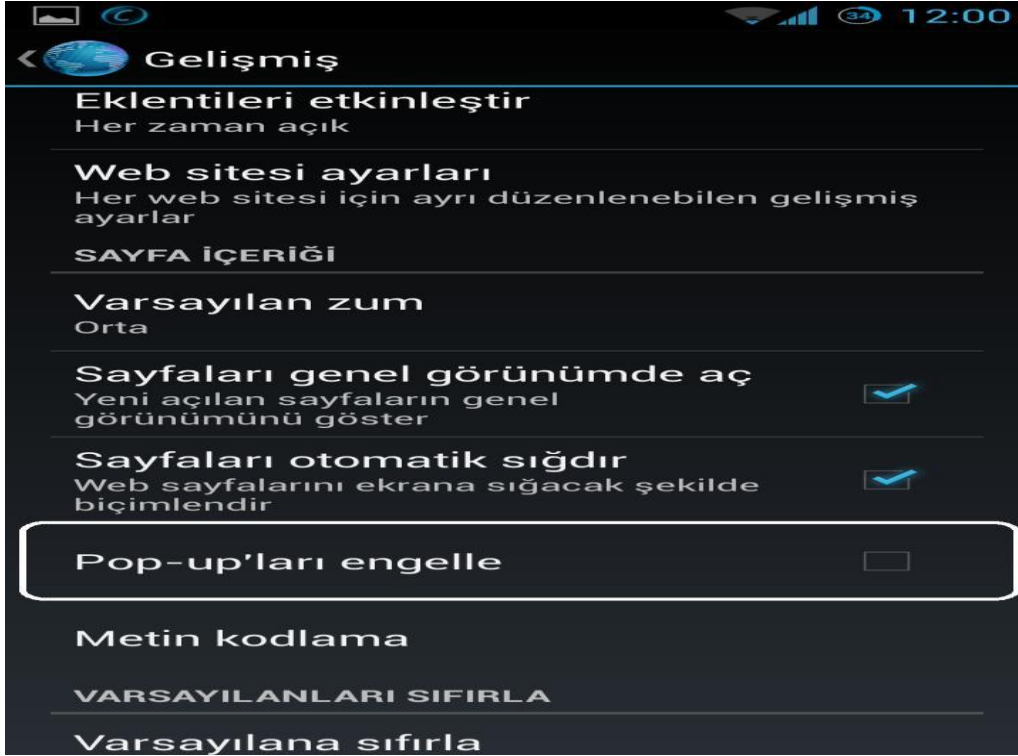 34 12:00
Gelişmiş
Eklentileri etkinleştir
Her zaman açık
Web sitesi ayarları
Her web sitesi için ayrı düzenlenebilen gelişmiş
ayarlar
SAYFA İÇERİĞİ
Varsayılan zum
Orta
Sayfaları genel görünümde aç
Yeni açılan sayfaların genel
görünümünü göster
Sayfaları otomatik sığdır
Web sayfalarını ekrana sığacak şekilde
biçimlendir
Pop-up'ları engelle
Metin kodlama
VARSAYILANLARI SIFIRLA
Varsayılana sıfırla